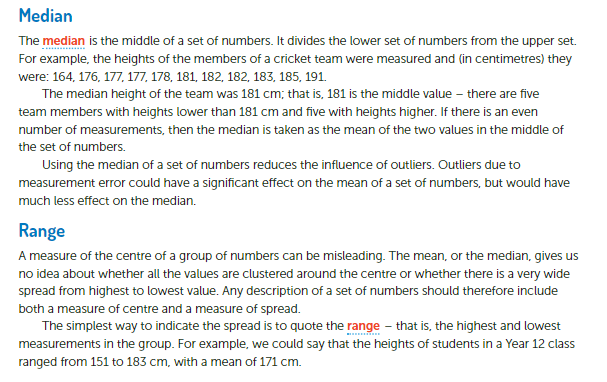 Median
The median is the middle of a set of numbers. It divides the lower set of numbers from the upper set.
For example, the heights of the members of a cricket team were measured and (in centimetres) they
were: 164, 176, 177, 177, 178, 181, 182, 182, 183, 185, 191.
The median height of the team was 181 cm; that is, 181 is the middle value – there are five
team members with heights lower than 181 cm and five with heights higher. If there is an even
number of measurements, then the median is taken as the mean of the two values in the middle of
the set of numbers.
Using the median of a set of numbers reduces the influence of outliers. Outliers due to
measurement error could have a significant effect on the mean of a set of numbers, but would have
much less effect on the median.
Range
A measure of the centre of a group of numbers can be misleading. The mean, or the median, gives us
no idea about whether all the values are clustered around the centre or whether there is a very wide
spread from highest to lowest value. Any description of a set of numbers should therefore include
both a measure of centre and a measure of spread.
The simplest way to indicate the spread is to quote the range – that is, the highest and lowest
measurements in the group. For example, we could say that the heights of students in a Year 12 class
ranged from 151 to 183 cm, with a mean of 171 cm.